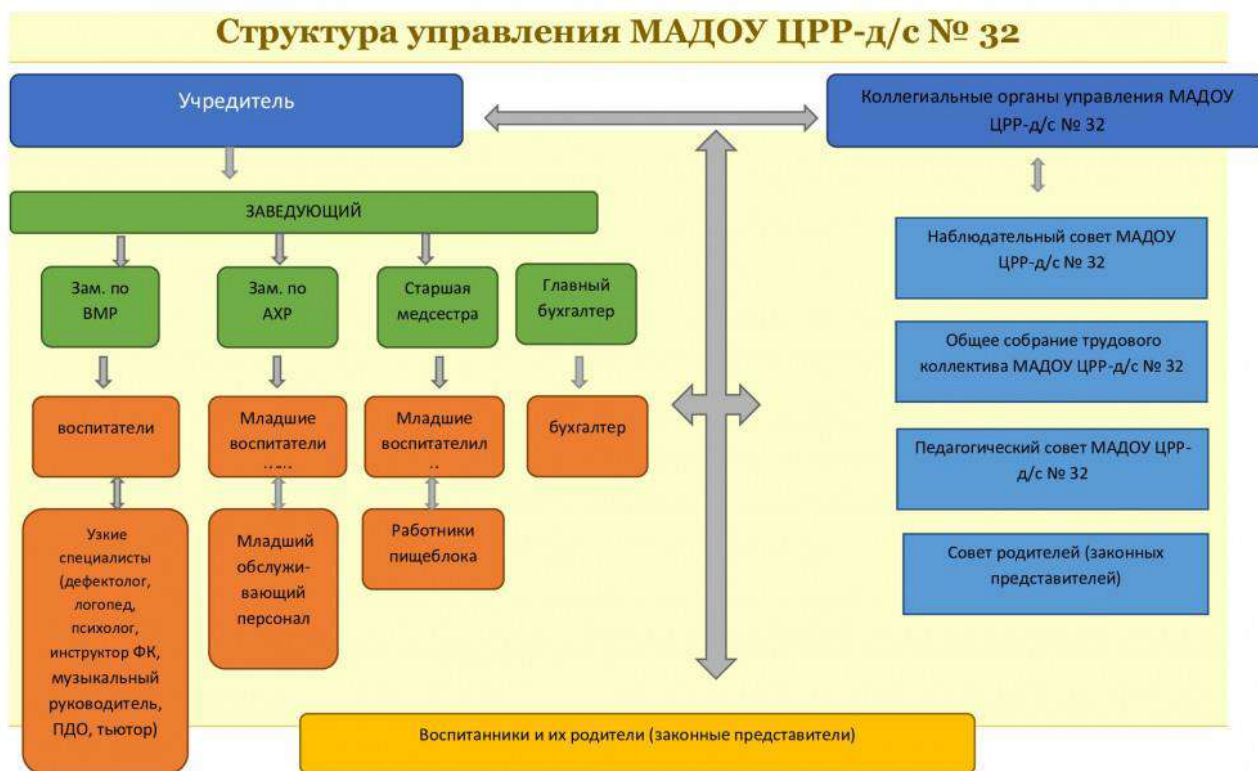 Структура управления МАДОУ ЦРР-д/с № 32
Учредитель
Коллегиальные органы управления МАДОУ
ЦРР-д/с № 32
ЗАВЕДУЮЩИЙ
Зам. по
ВМР
Зам. по
АХР
Старшая
медсестра
Главный
бухгалтер
воспитатели
Младшие
воспитатели
Младшие
воспитателил
бухгалтер
Узкие
специалисты
(дефектолог,
логопед,
психолог,
инструктор ФК,
музыкальный
руководитель,
ПДО, тьютор)
Младший
обслужи-
вающий
персонал
Работники
пищеблока
Наблюдательный совет МАДОУ
ЦРР-д/с № 32
Общее собрание трудового
коллектива МАДОУ ЦРР-д/с № 32
Педагогический совет МАДОУ ЦРР-
д/с № 32
Совет родителей (законных
представителей)
Воспитанники и их родители (законные представители)